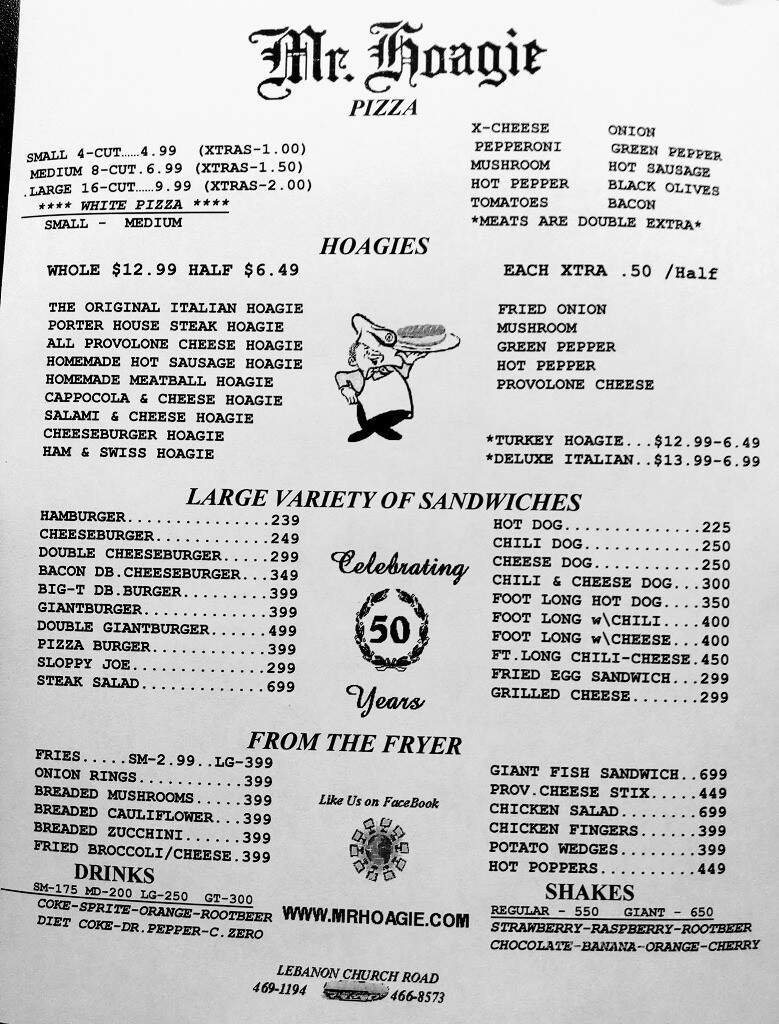 Mr. Hoagie
PIZZA
SMALL 4-CUT.....4.99 (XTRAS-1.00)
MEDIUM 8-CUT.6.99 (XTRAS-1.50)
.LARGE 16-CUT.....9.99 (XTRAS-2.00)
**** WHITE PIZZA ****
SMALL - MEDIUM
X-CHEESE ONION
PEPPERONI GREEN PEPPER
MUSHROOM HOT SAUSAGE
HOT PEPPER BLACK OLIVES
TOMATOES BACON
*MEATS ARE DOUBLE EXTRA*
HOAGIES
WHOLE $12.99 HALF $6.49
EACH XTRA .50 /Half
THE ORIGINAL ITALIAN HOAGIE
PORTER HOUSE STEAK HOAGIE
ALL PROVOLONE CHEESE HOAGIE
HOMEMADE HOT SAUSAGE HOAGIE
HOMEMADE MEATBALL HOAGIE
CAPPOCOLA & CHEESE HOAGIE
SALAMI & CHEESE HOAGIE
CHEESEBURGER HOAGIE
HAM & SWISS HOAGIE
FRIED ONION
MUSHROOM
GREEN PEPPER
HOT PEPPER
PROVOLONE CHEESE
*TURKEY HOAGIE...$12.99-6.49
*DELUXE ITALIAN..$13.99-6.99
LARGE VARIETY OF SANDWICHES
HAMBURGER..............239
CHEESEBURGER...........249
DOUBLE CHEESEBURGER.....299
BACON DB.CHEESEBURGER...349
BIG-T DB.BURGER.........399
GIANTBURGER.............399
DOUBLE GIANTBURGER......499
PIZZA BURGER............399
SLOPPY JOE..............299
STEAK SALAD.............699
Celebrating
50
Years
HOT DOG..............225
CHILI DOG............250
CHEESE DOG...........250
CHILI & CHEESE DOG...300
FOOT LONG HOT DOG....350
FOOT LONG w\CHILI....400
FOOT LONG w\CHEESE...400
FT.LONG CHILI-CHEESE.450
FRIED EGG SANDWICH...299
GRILLED CHEESE.......299
FROM THE FRYER
FRIES.....SM-2.99..LG-399
ONION RINGS...........399
BREADED MUSHROOMS.....399
BREADED CAULIFLOWER...399
BREADED ZUCCHINI......399
FRIED BROCCOLI/CHEESE.399
Like Us on FaceBook
GIANT FISH SANDWICH..699
PROV.CHEESE STIX.....449
CHICKEN SALAD........699
CHICKEN FINGERS......399
POTATO WEDGES........399
HOT POPPERS..........449
DRINKS
SM-175 MD-200 LG-250 GT-300
COKE-SPRITE-ORANGE-ROOTBEER
DIET COKE-DR.PEPPER-C.ZERO
WWW.MRHOAGIE.COM
SHAKES
REGULAR - 550 GIANT - 650
STRAWBERRY-RASPBERRY-ROOTBEER
CHOCOLATE-BANANA-ORANGE-CHERRY
LEBANON CHURCH ROAD
469-1194 466-8573